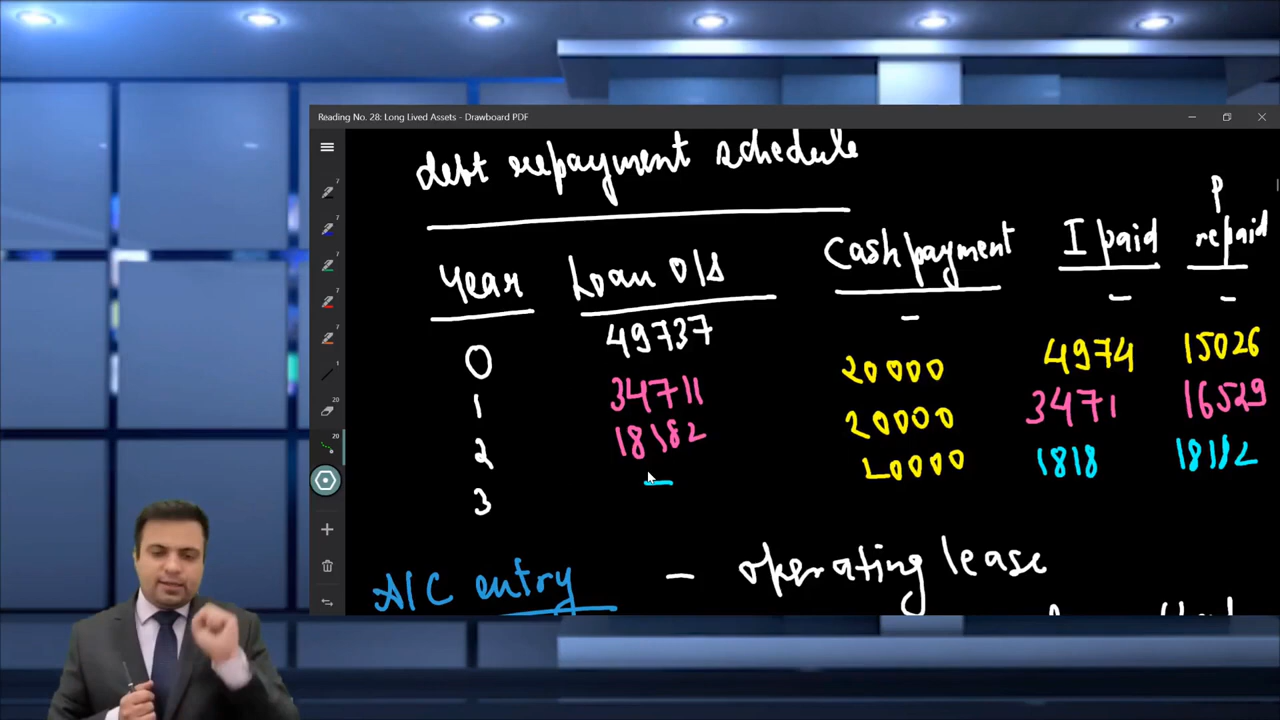 Reading No. 28: Long Lived Assets - Drawboard PDF
debt repayment schedule
Year Loan O/s Cash payment I paid P repaid
0 49737 - - -
1 34711 20000 4974 15026
2 18182 20000 3471 16529
3 - 20000 1818 18182
A/C entry - operating lease